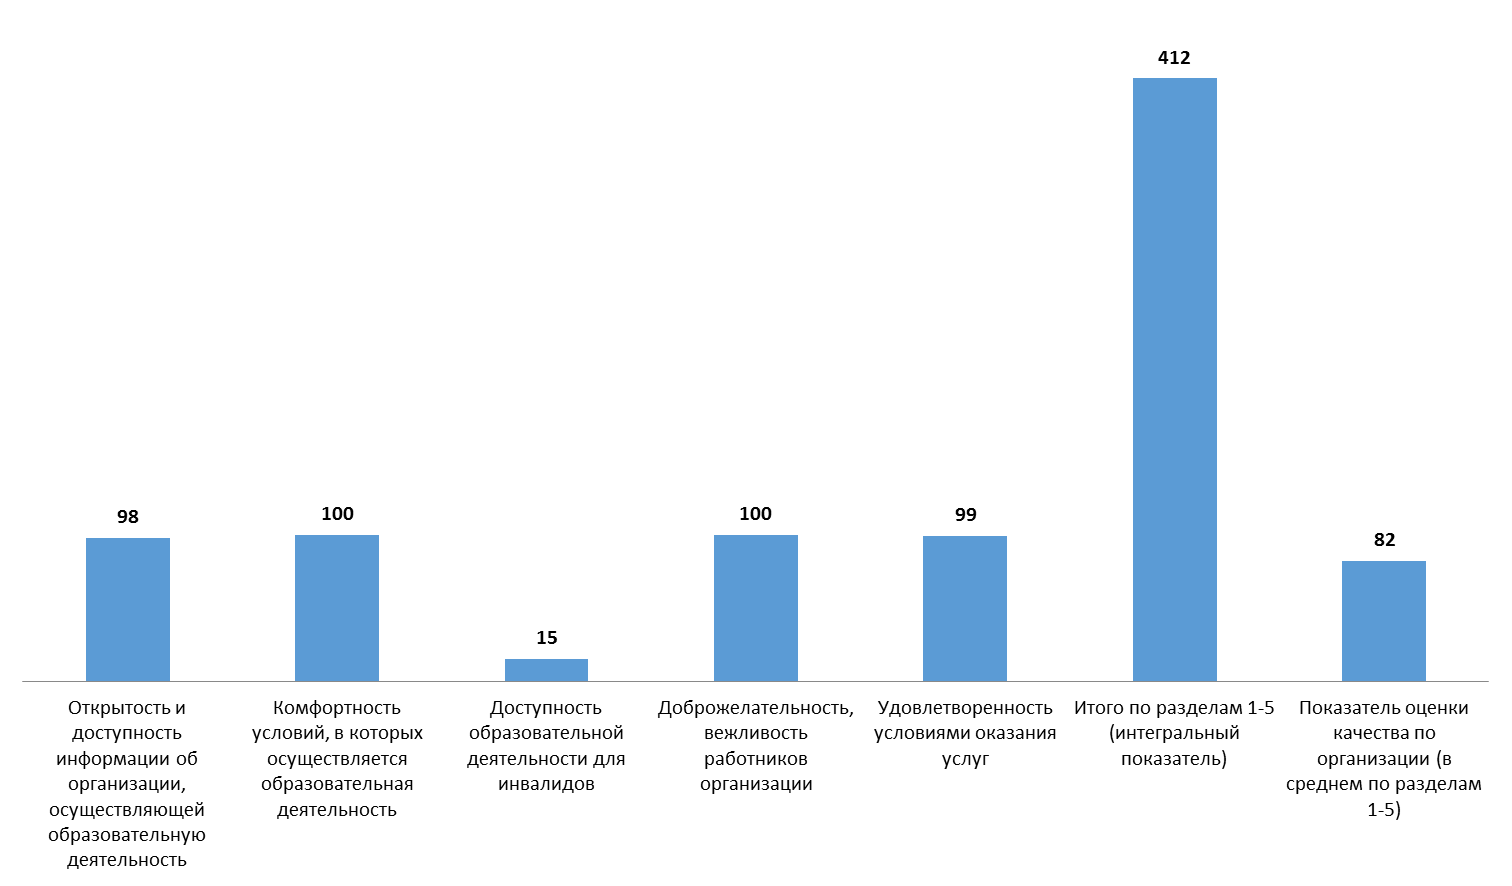 412
98
100
15
100
99
82
Открытость и
доступность
информации об
организации,
осуществляющей
образовательную
деятельность
Комфортность
условий, в которых
осуществляется
образовательная
деятельность
Доступность
образовательной
деятельности для
инвалидов
Доброжелательность,
вежливость
работников
организации
Удовлетворенность
условиями оказания
услуг
Итого по разделам 1-5
(интегральный
показатель)
Показатель оценки
качества по
организации (в
среднем по разделам
1-5)